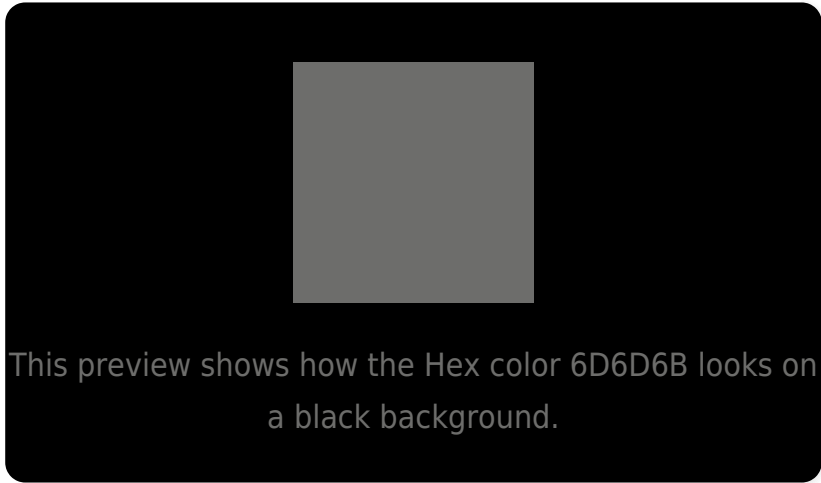 This preview shows how the Hex color 6D6D6B looks on
a black background.